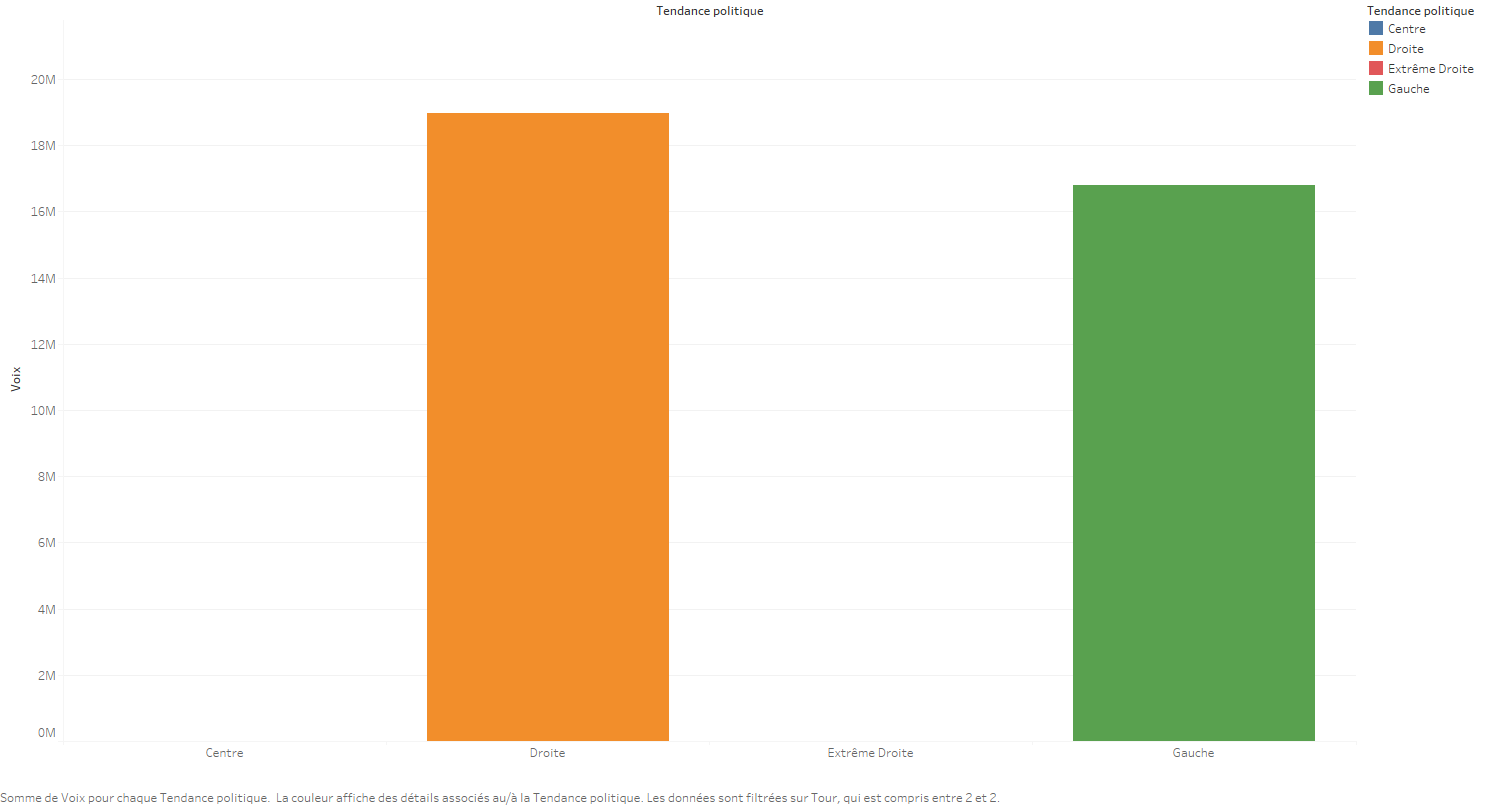 Tendance politique
Tendance politique
Centre
Droite
Extrême Droite
Gauche
20M
18M
16M
14M
12M
Voix
10M
8M
6M
4M
2M
0M
Centre Droite Extrême Droite Gauche
Somme de Voix pour chaque Tendance politique. La couleur affiche des détails associés au/à la Tendance politique. Les données sont filtrées sur Tour, qui est compris entre 2 et 2.